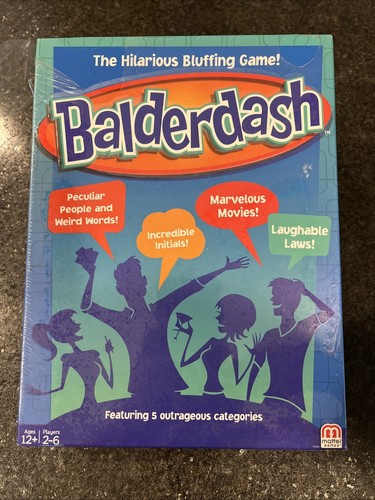 The Hilarious Bluffing Game!
Balderdash
TM
Peculiar
People and
Weird Words!
Incredible
Initials!
Marvelous
Movies!
Laughable
Laws!
Featuring 5 outrageous categories
Ages
12+
Players
2-6
M
mattel
GAMES